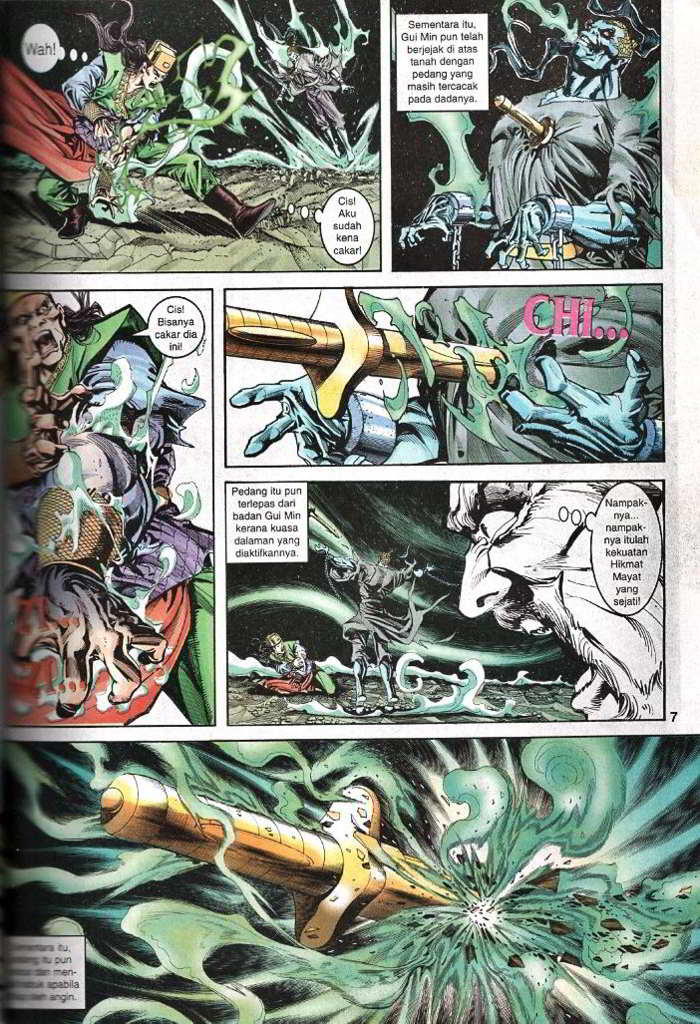 Wah!
Cis!
Aku
sudah
kena
cakar!
Sementara itu,
Gui Min pun telah
berjejak di atas
tanah dengan
pedang yang
masih tercacak
pada dadanya.
Cis!
Bisanya
cakar dia
ini!
CHI...
Pedang itu pun
terlepas dari
badan Gui Min
kerana kuasa
dalaman yang
diaktifkannya.
Nampak-
nya...
nampak-
nya itulah
kekuatan
Hikmat
Mayat
yang
sejati!
7
Sementara itu,
pedang itu pun
dan men-
apabila
oleh angin.